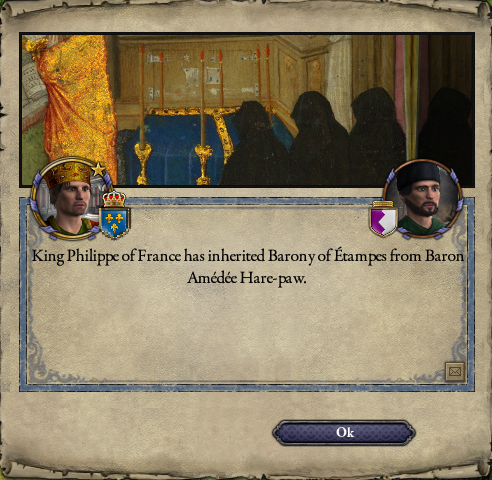 King Philippe of France has inherited Barony of Étampes from Baron
Amédée Hare-paw.
Ok